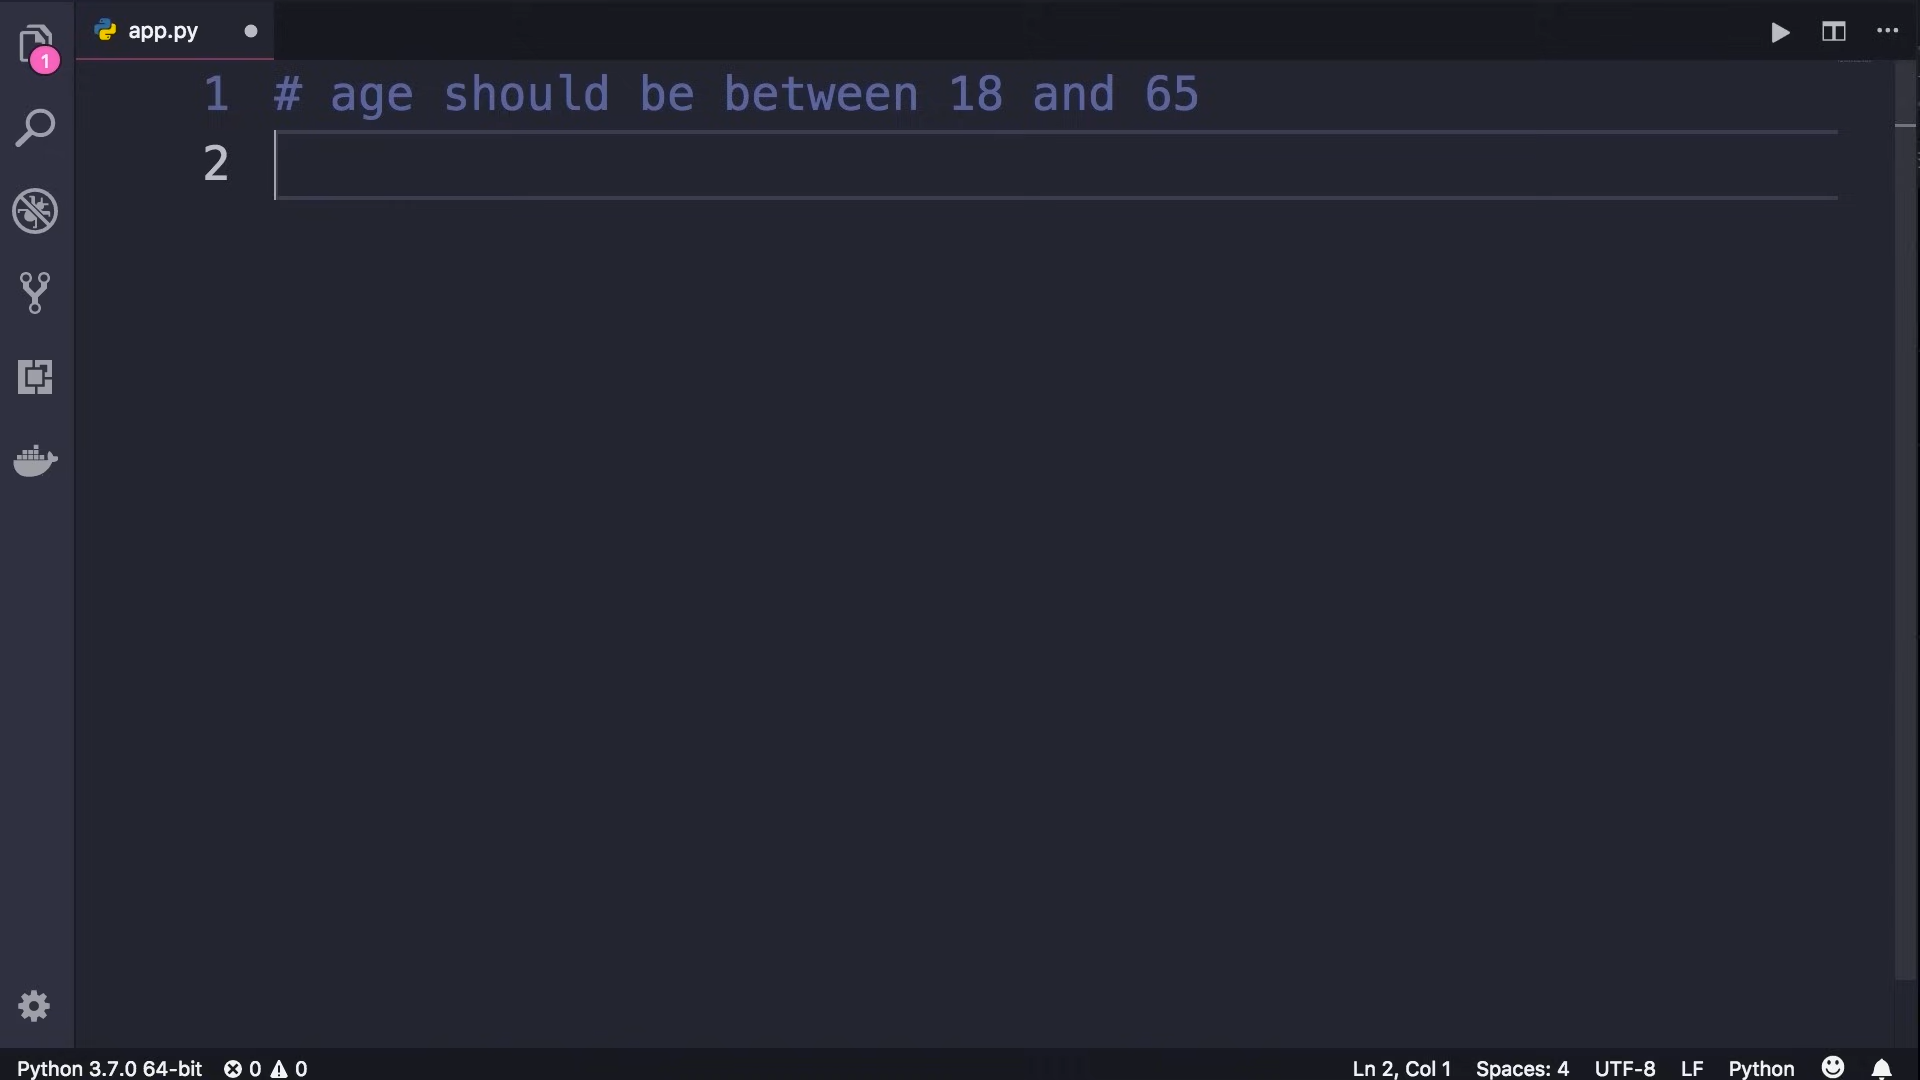 app.py
1
1 # age should be between 18 and 65
2
Python 3.7.0 64-bit 0 0 Ln 2, Col 1 Spaces: 4 UTF-8 LF Python